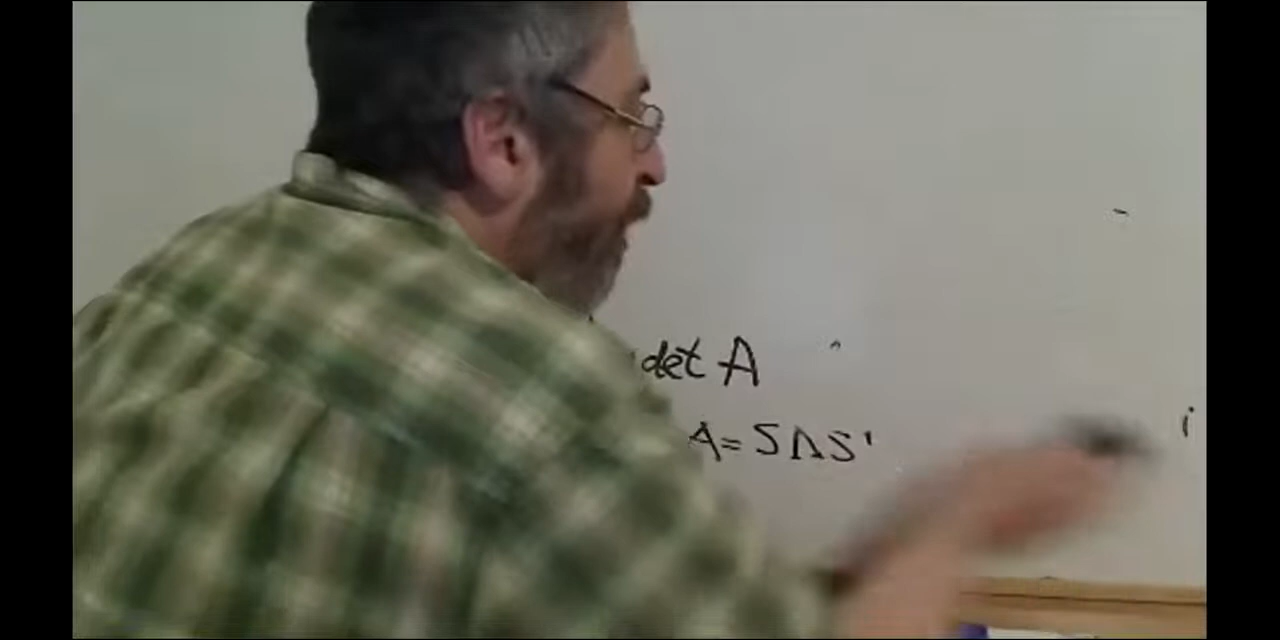 det A
A = SΛS'
i